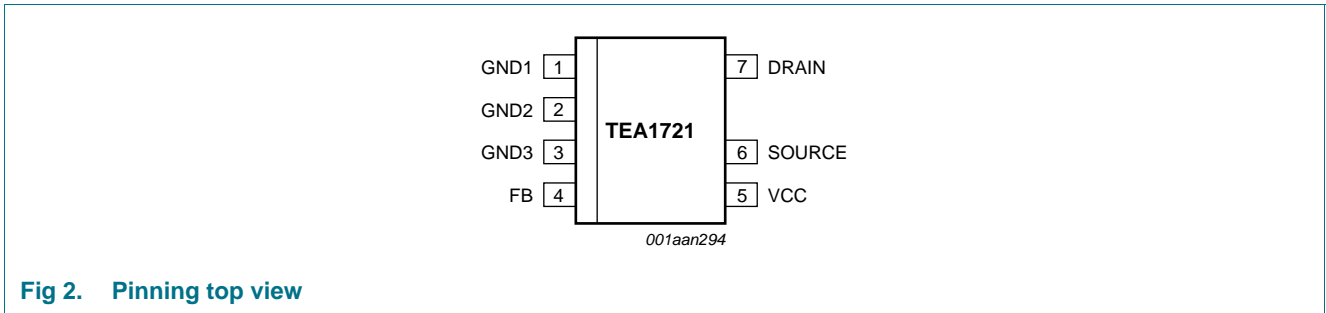 GND1 1
GND2 2
GND3 3
FB 4
TEA1721
7 DRAIN
6 SOURCE
5 VCC
001aan294
Fig 2. Pinning top view